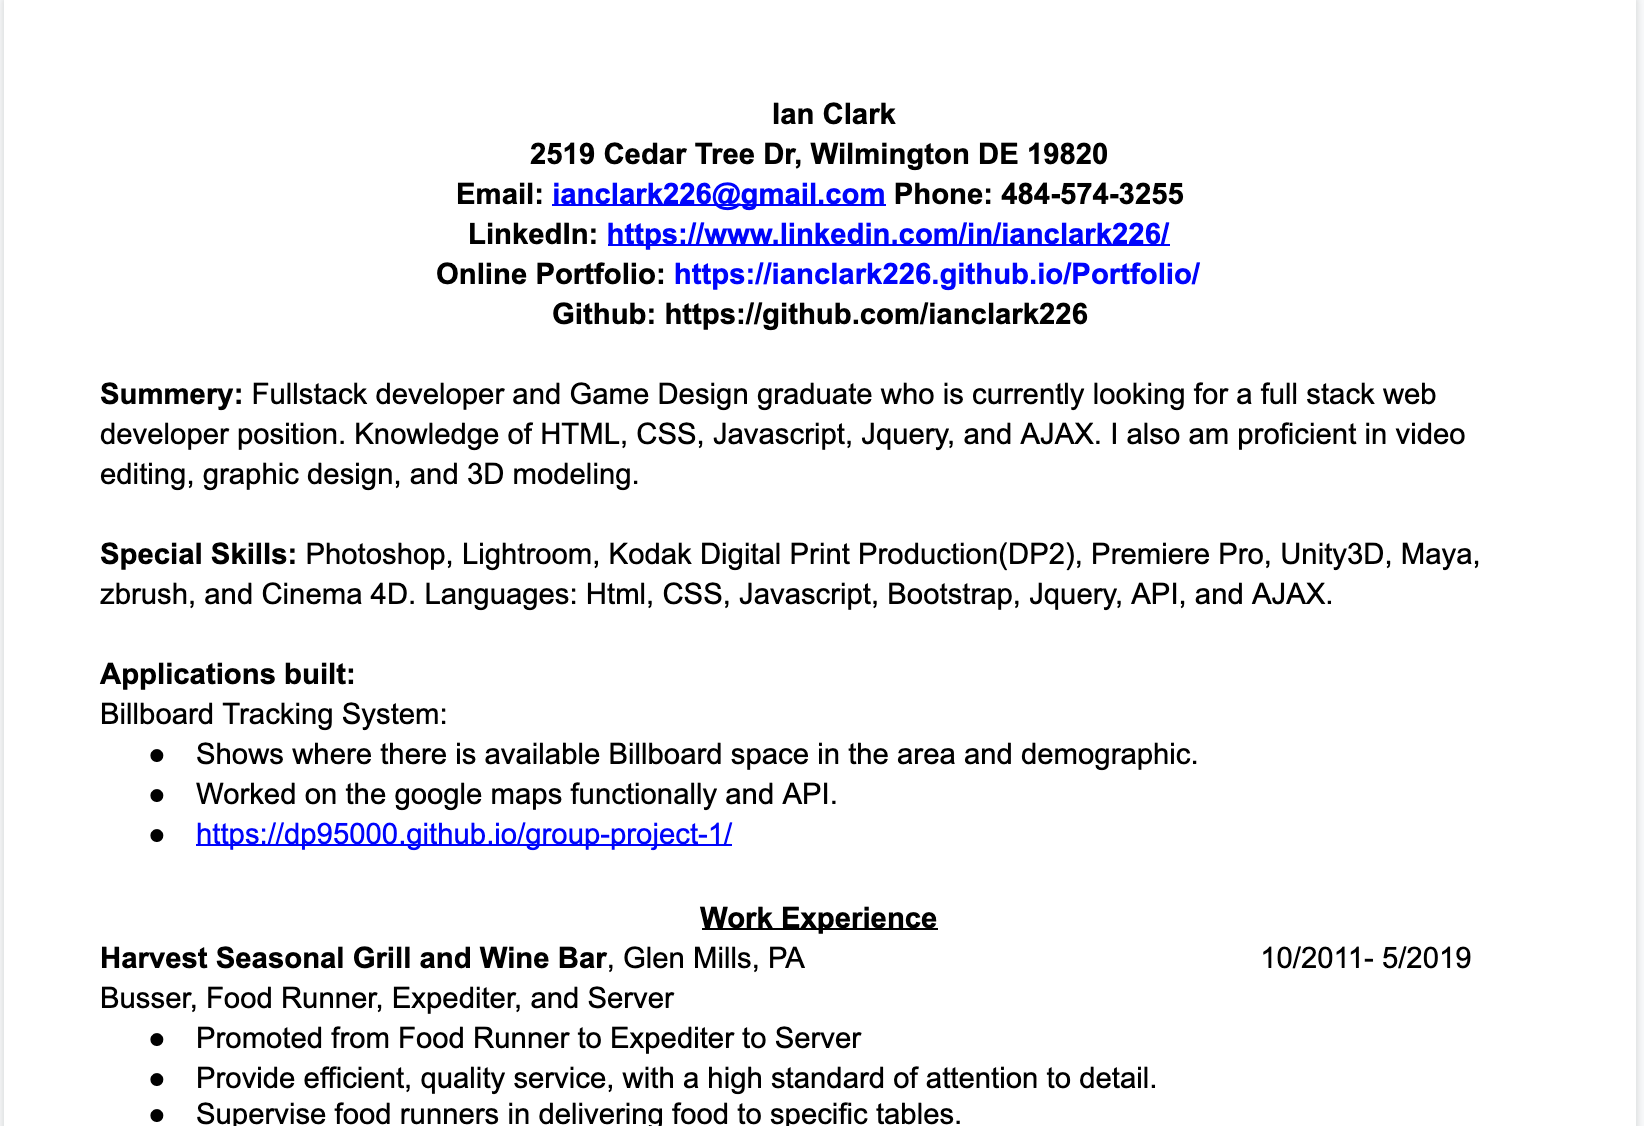 Ian Clark
2519 Cedar Tree Dr, Wilmington DE 19820
Email: ianclark226@gmail.com Phone: 484-574-3255
LinkedIn: https://www.linkedin.com/in/ianclark226/
Online Portfolio: https://ianclark226.github.io/Portfolio/
Github: https://github.com/ianclark226
Summery: Fullstack developer and Game Design graduate who is currently looking for a full stack web
developer position. Knowledge of HTML, CSS, Javascript, Jquery, and AJAX. I also am proficient in video
editing, graphic design, and 3D modeling.
Special Skills: Photoshop, Lightroom, Kodak Digital Print Production(DP2), Premiere Pro, Unity3D, Maya,
zbrush, and Cinema 4D. Languages: Html, CSS, Javascript, Bootstrap, Jquery, API, and AJAX.
Applications built:
Billboard Tracking System:
● Shows where there is available Billboard space in the area and demographic.
● Worked on the google maps functionally and API.
● https://dp95000.github.io/group-project-1/
Work Experience
Harvest Seasonal Grill and Wine Bar, Glen Mills, PA 10/2011- 5/2019
Busser, Food Runner, Expediter, and Server
● Promoted from Food Runner to Expediter to Server
● Provide efficient, quality service, with a high standard of attention to detail.
● Supervise food runners in delivering food to specific tables.